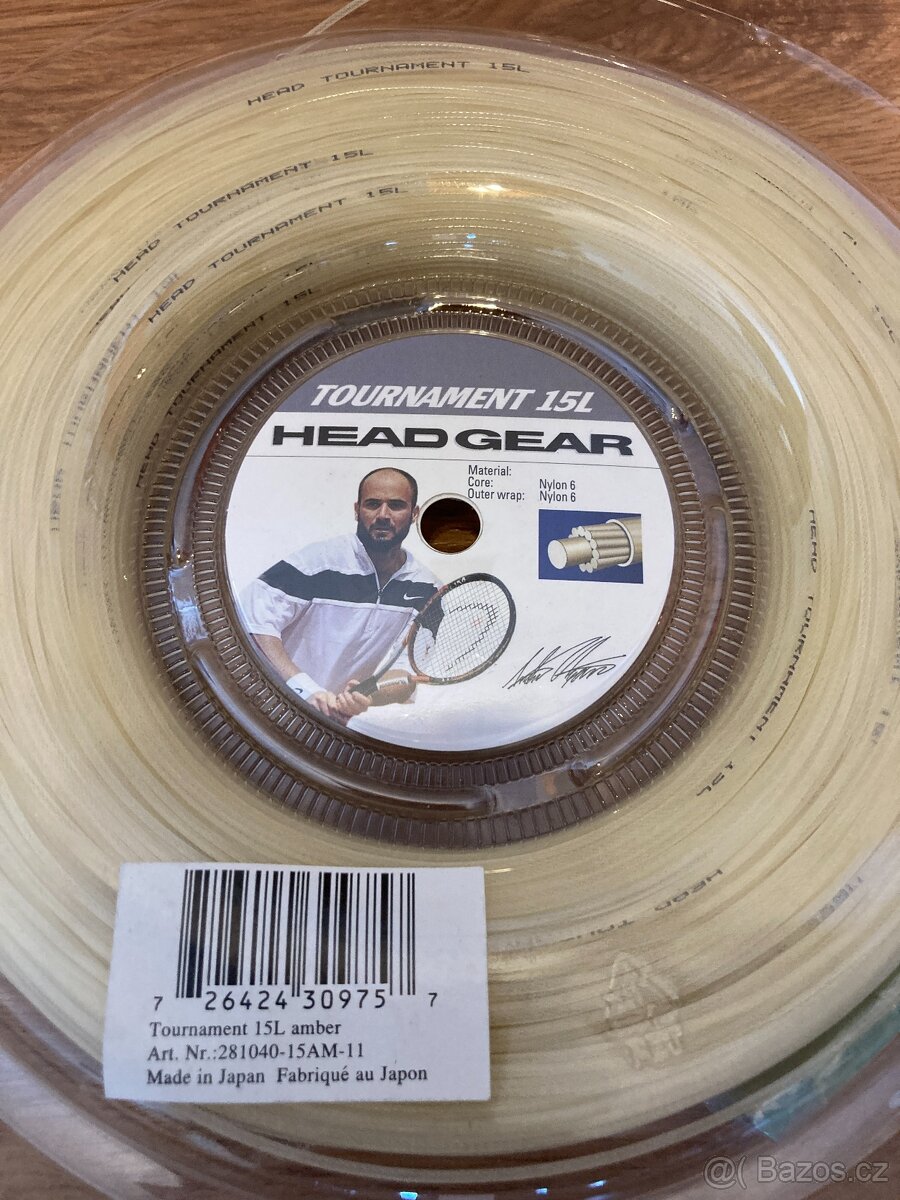 HEAD TOURNAMENT 15L
HEAD TOURNAMENT 15L
HEAD TOURNAMENT 15L
HEAD TOURNAMENT 15L
TOURNAMENT 15L
HEAD GEAR
Material:
Core: Nylon 6
Outer wrap: Nylon 6
HEAD TOURNAMENT 15L
HEAD
7 26424 30975 7
Tournament 15L amber
Art. Nr.:281040-15AM-11
Made in Japan Fabriqué au Japon
@( Bazos.cz